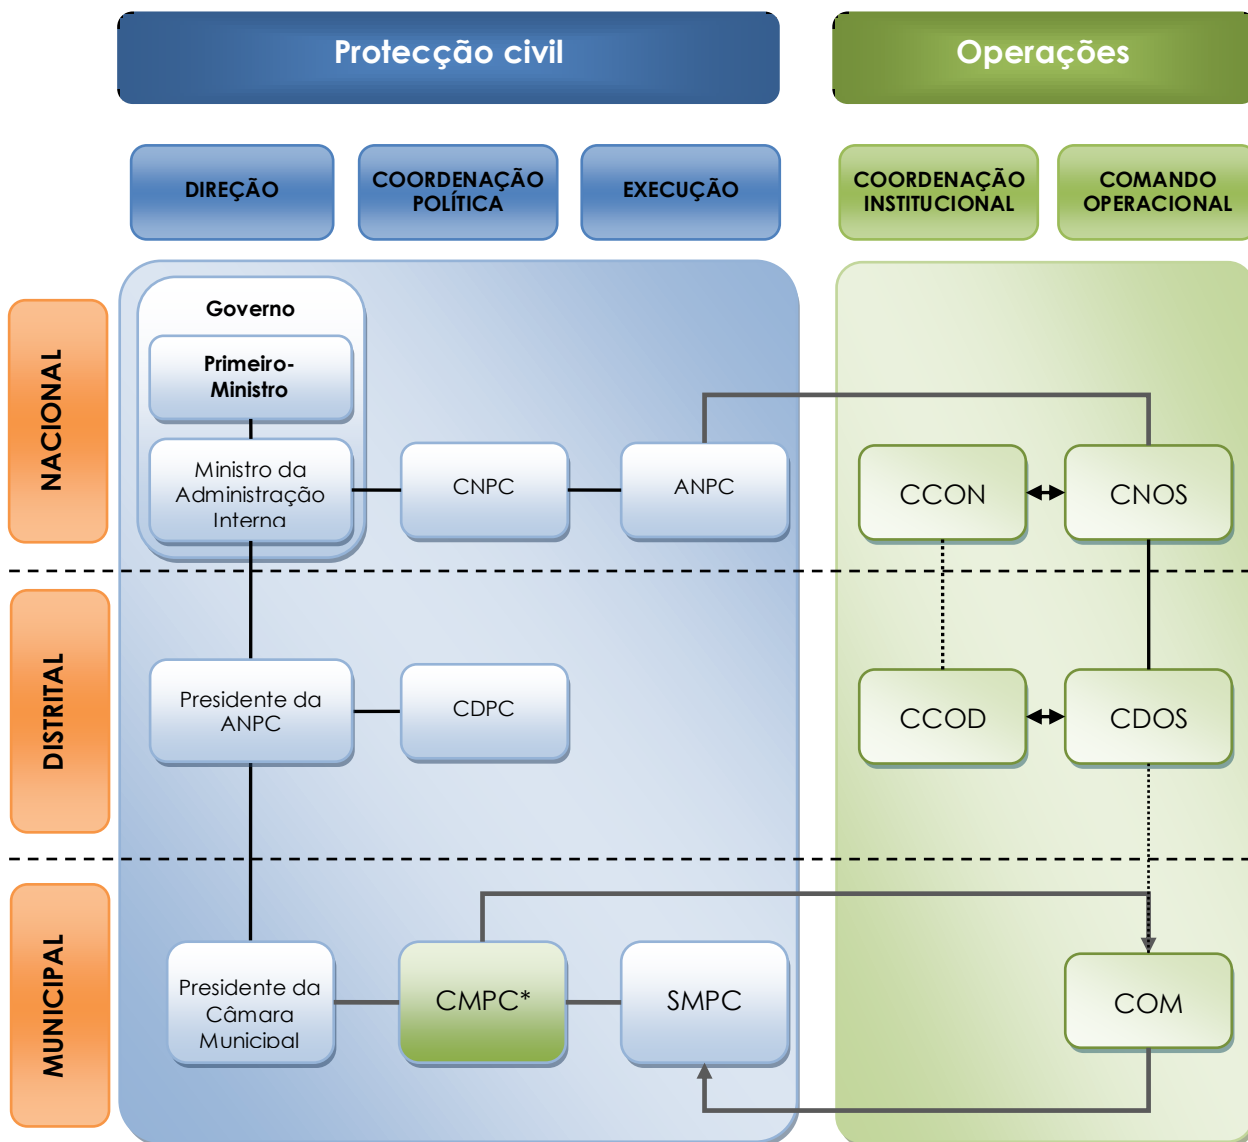 Protecção civil
Operações
DIREÇÃO
COORDENAÇÃO
POLÍTICA
EXECUÇÃO
COORDENAÇÃO
INSTITUCIONAL
COMANDO
OPERACIONAL
NACIONAL
Governo
Primeiro-
Ministro
Ministro da
Administração
Interna
CNPC
ANPC
CCON
CNOS
DISTRITAL
Presidente da
ANPC
CDPC
CCOD
CDOS
MUNICIPAL
Presidente da
Câmara
Municipal
CMPC*
SMPC
COM